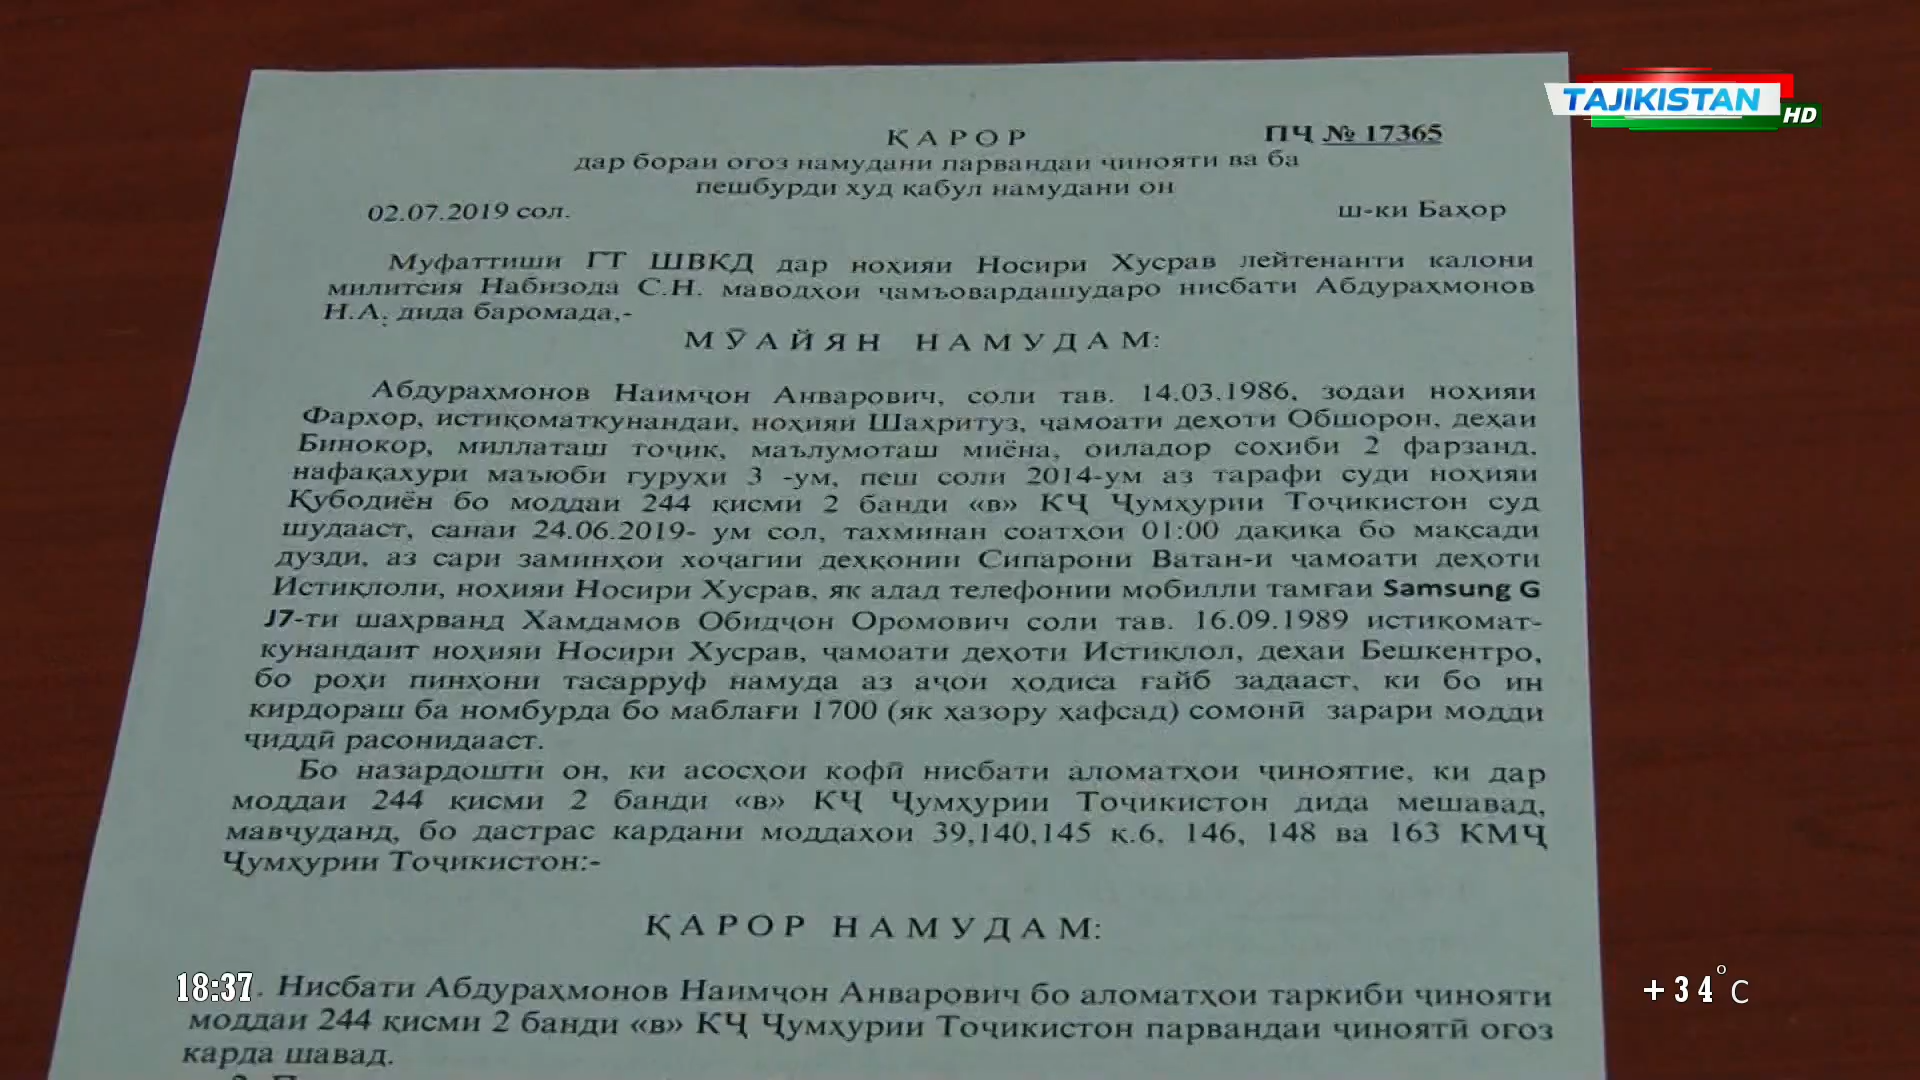 TAJIKISTAN
HD
ҚАРОР
ПҶ № 17365
дар бораи оғоз намудани парвандаи ҷинояти ва ба
пешбурди худ қабул намудани он
02.07.2019 сол.
ш-ки Баҳор
Муфаттиши ГТ ШВКД дар ноҳияи Носири Хусрав лейтенанти калони
милитсия Набизода С.Н. маводҳои ҷамъовардашударо нисбати Абдураҳмонов
Н.А. дида баромада,-
МӮАЙЯН НАМУДАМ:
Абдураҳмонов Наимҷон Анварович, соли тав. 14.03.1986, зодаи ноҳияи
Фархор, истиқоматкунандаи, ноҳияи Шаҳритуз, ҷамоати деҳоти Обшорон, деҳаи
Бинокор, миллаташ тоҷик, маълумоташ миёна, оиладор соҳиби 2 фарзанд,
нафақахури маъюби гуруҳи 3 -ум, пеш соли 2014-ум аз тарафи суди ноҳияи
Қубодиён бо моддаи 244 қисми 2 банди «в» КҶ Ҷумҳурии Тоҷикистон суд
шудааст, санаи 24.06.2019- ум сол, тахминан соатҳои 01:00 дақиқа бо мақсади
дузди, аз сари заминҳои хоҷагии деҳқонии Сипарони Ватан-и ҷамоати деҳоти
Истиқлоли, ноҳияи Носири Хусрав, як адад телефонии мобилли тамғаи Samsung G
J7-ти шаҳрванд Хамдамов Обидҷон Оромович соли тав. 16.09.1989 истиқомат-
кунандаит ноҳияи Носири Хусрав, ҷамоати деҳоти Истиқлол, деҳаи Бешкентро,
бо роҳи пинҳони тасарруф намуда аз аҷои ҳодиса ғайб задааст, ки бо ин
кирдораш ба номбурда бо маблағи 1700 (як хазору ҳафсад) сомонӣ зарари модди
ҷиддӣ расонидааст.
Бо назардошти он, ки асосҳои кофӣ нисбати аломатҳои ҷиноятие, ки дар
моддаи 244 қисми 2 банди «в» КҶ Ҷумҳурии Тоҷикистон дида мешавад,
мавҷуданд, бо дастрас кардани моддаҳои 39,140,145 қ.6, 146, 148 ва 163 КМҶ
Ҷумҳурии Тоҷикистон:-
ҚАРОР НАМУДАМ:
. Нисбати Абдураҳмонов Наимҷон Анварович бо аломатҳои таркиби ҷинояти
моддаи 244 қисми 2 банди «в» КҶ Ҷумҳурии Тоҷикистон парвандаи ҷиноятӣ оғоз
карда шавад.
18:37
+34°C